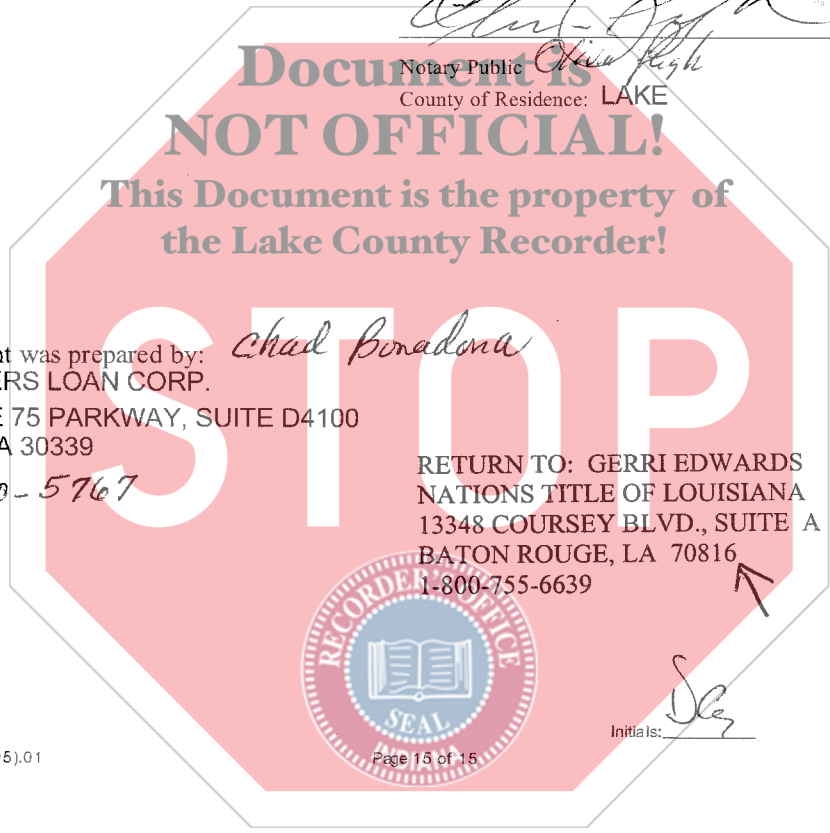 Document is
Notary Public
County of Residence: LAKE
NOT OFFICIAL!
This Document is the property of
the Lake County Recorder!
STOP
t was prepared by: Chad Bonadona
ERS LOAN CORP.
E 75 PARKWAY, SUITE D4100
A 30339
0-5767
RETURN TO: GERRI EDWARDS
NATIONS TITLE OF LOUISIANA
13348 COURSEY BLVD., SUITE A
BATON ROUGE, LA 70816
1-800-755-6639
RECORDER'S OFFICE
SEAL
INDIANA
Initials:
5).01
Page 15 of 15